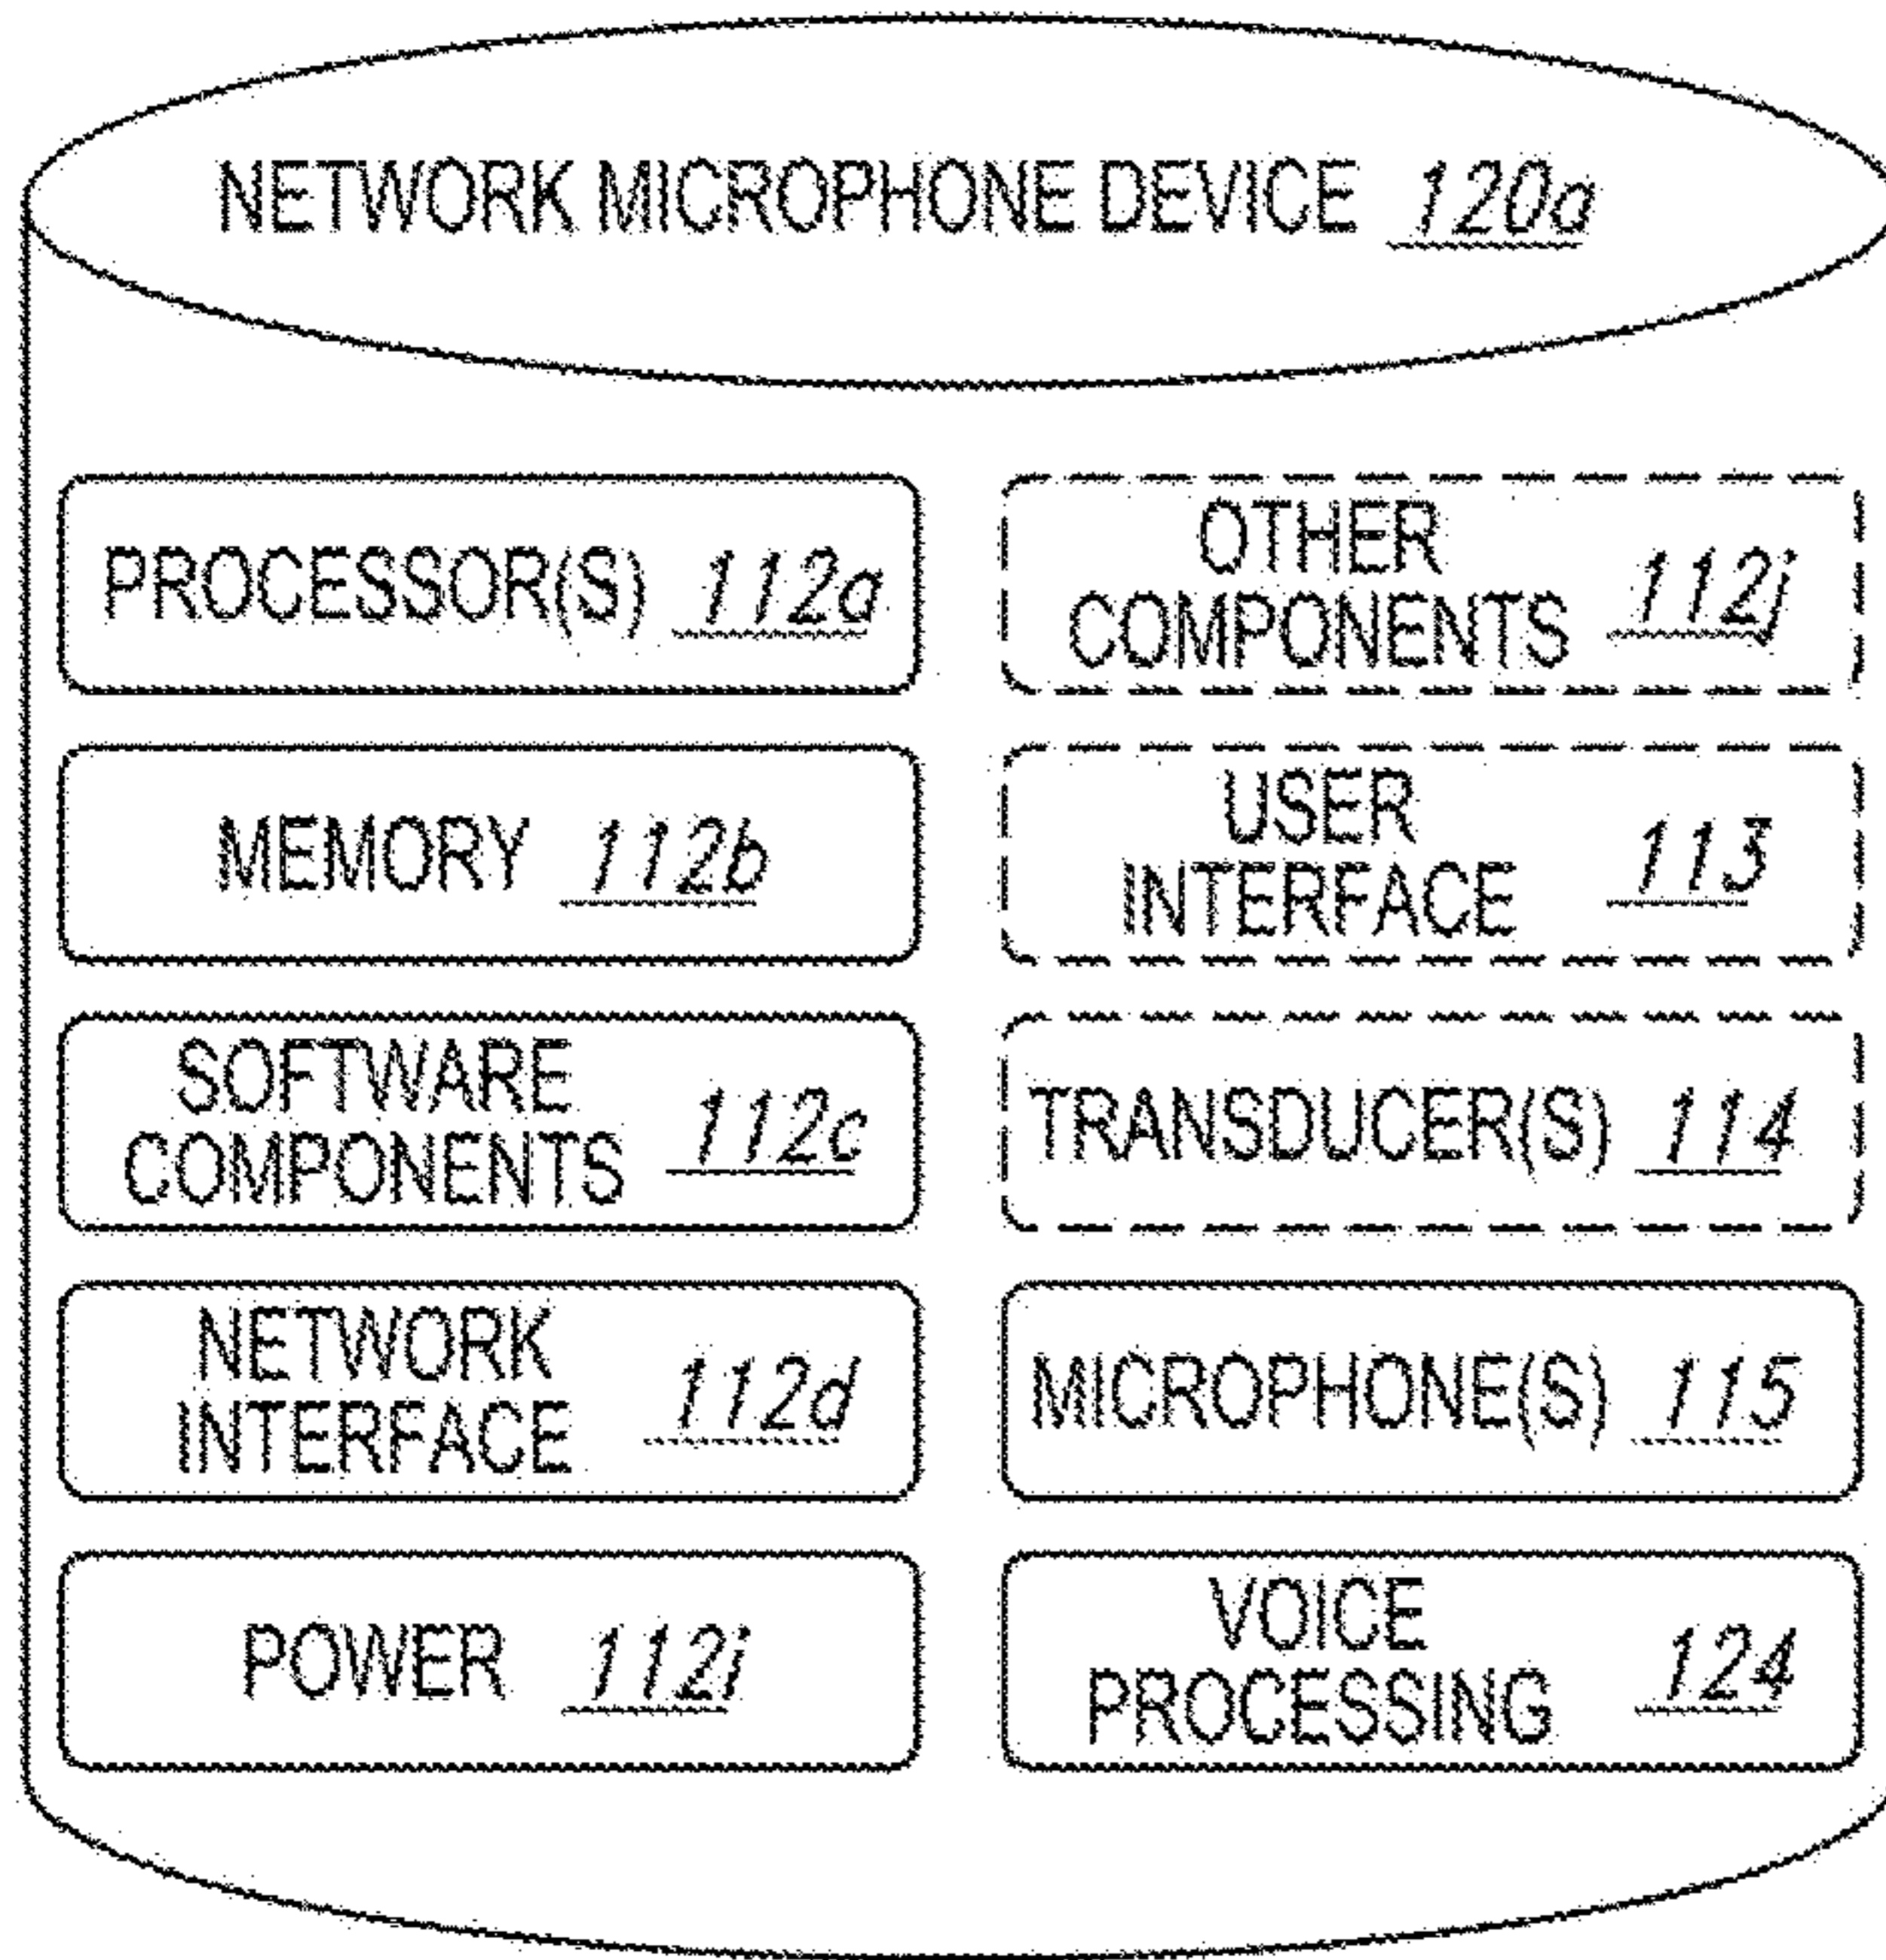 NETWORK MICROPHONE DEVICE 120a
PROCESSOR(S) 112a
MEMORY 112b
SOFTWARE
COMPONENTS 112c
NETWORK
INTERFACE 112d
POWER 112i
OTHER
COMPONENTS 112j
USER
INTERFACE 113
TRANSDUCER(S) 114
MICROPHONE(S) 115
VOICE
PROCESSING 124